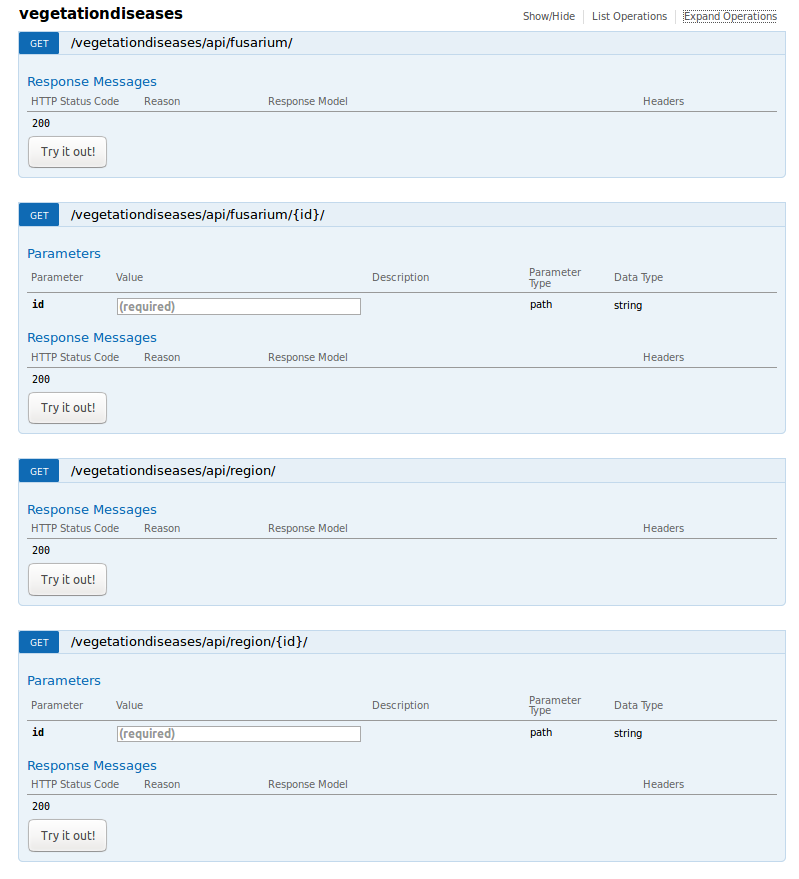 vegetationdiseases
Show/Hide List Operations Expand Operations
GET /vegetationdiseases/api/fusarium/
Response Messages
HTTP Status Code Reason Response Model Headers
200
Try it out!
GET /vegetationdiseases/api/fusarium/{id}/
Parameters
Parameter Value Description Parameter Type Data Type
id (required) path string
Response Messages
HTTP Status Code Reason Response Model Headers
200
Try it out!
GET /vegetationdiseases/api/region/
Response Messages
HTTP Status Code Reason Response Model Headers
200
Try it out!
GET /vegetationdiseases/api/region/{id}/
Parameters
Parameter Value Description Parameter Type Data Type
id (required) path string
Response Messages
HTTP Status Code Reason Response Model Headers
200
Try it out!